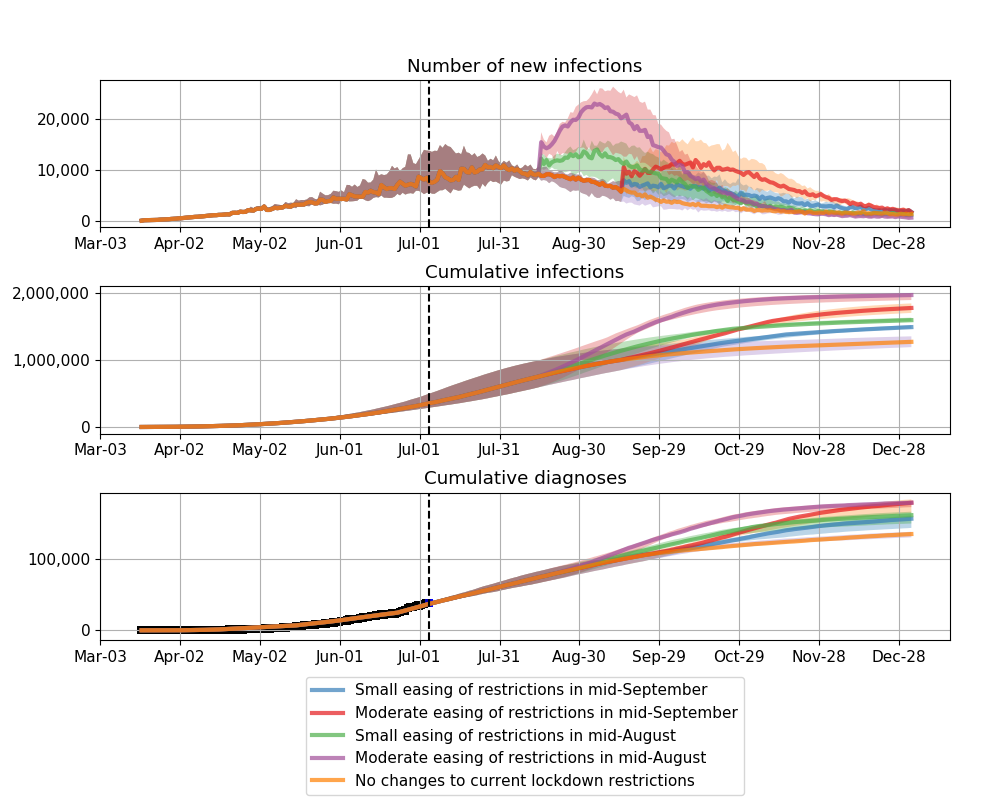 Number of new infections
20,000
10,000
0
Mar-03 Apr-02 May-02 Jun-01 Jul-01 Jul-31 Aug-30 Sep-29 Oct-29 Nov-28 Dec-28
Cumulative infections
2,000,000
1,000,000
0
Mar-03 Apr-02 May-02 Jun-01 Jul-01 Jul-31 Aug-30 Sep-29 Oct-29 Nov-28 Dec-28
Cumulative diagnoses
100,000
0
Mar-03 Apr-02 May-02 Jun-01 Jul-01 Jul-31 Aug-30 Sep-29 Oct-29 Nov-28 Dec-28
Small easing of restrictions in mid-September
Moderate easing of restrictions in mid-September
Small easing of restrictions in mid-August
Moderate easing of restrictions in mid-August
No changes to current lockdown restrictions